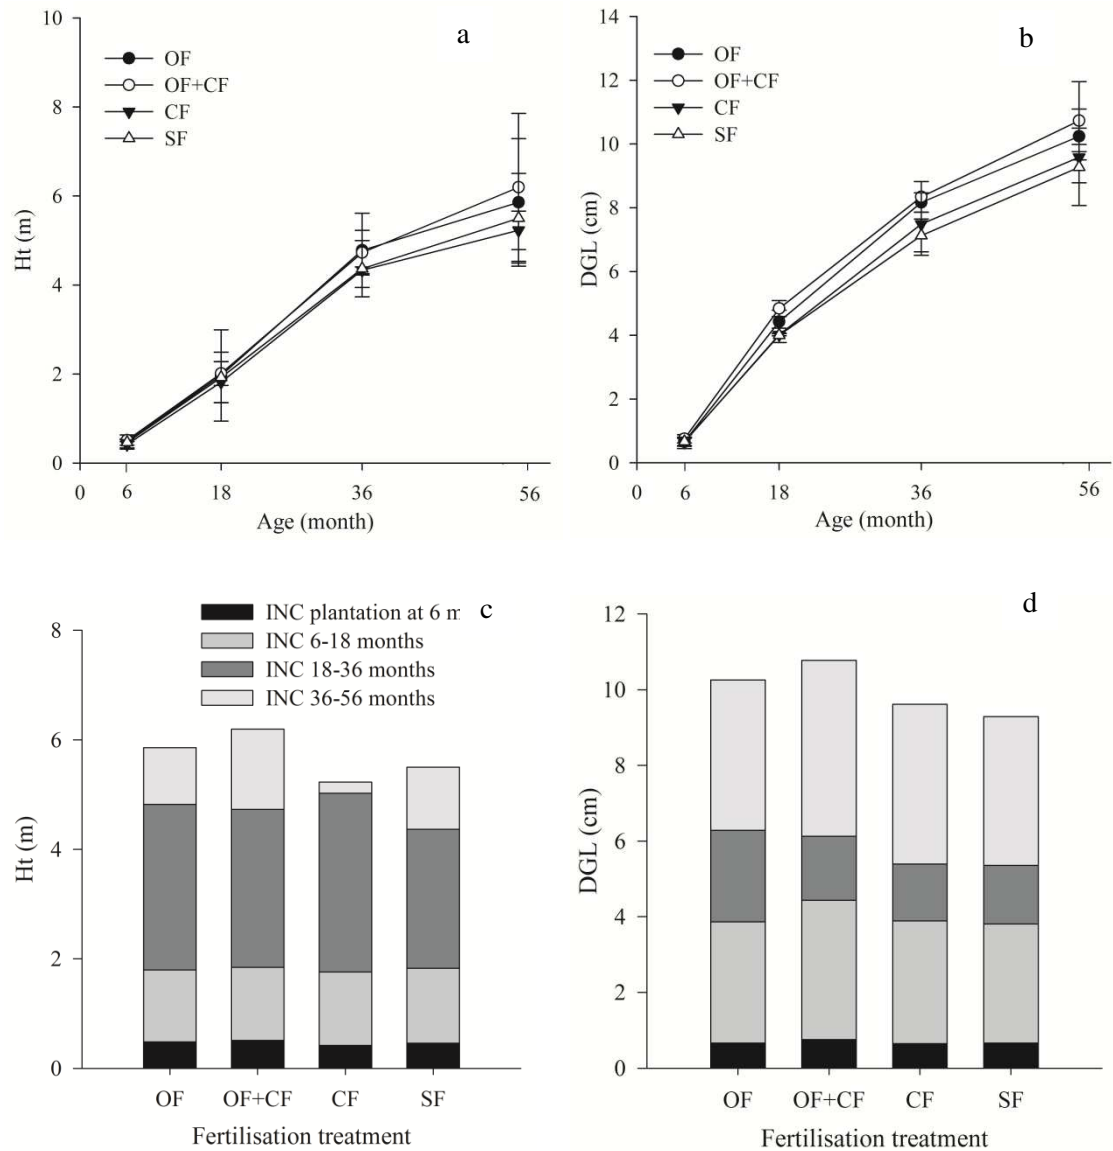 a
OF
OF+CF
CF
SF
10
8
6
4
2
0
Ht (m)
0 6 18 36 56
Age (month)
b
OF
OF+CF
CF
SF
14
12
10
8
6
4
2
0
DGL (cm)
0 6 18 36 56
Age (month)
c
INC plantation at 6 m
INC 6-18 months
INC 18-36 months
INC 36-56 months
8
6
4
2
0
Ht (m)
OF OF+CF CF SF
Fertilisation treatment
d
12
10
8
6
4
2
0
DGL (cm)
OF OF+CF CF SF
Fertilisation treatment